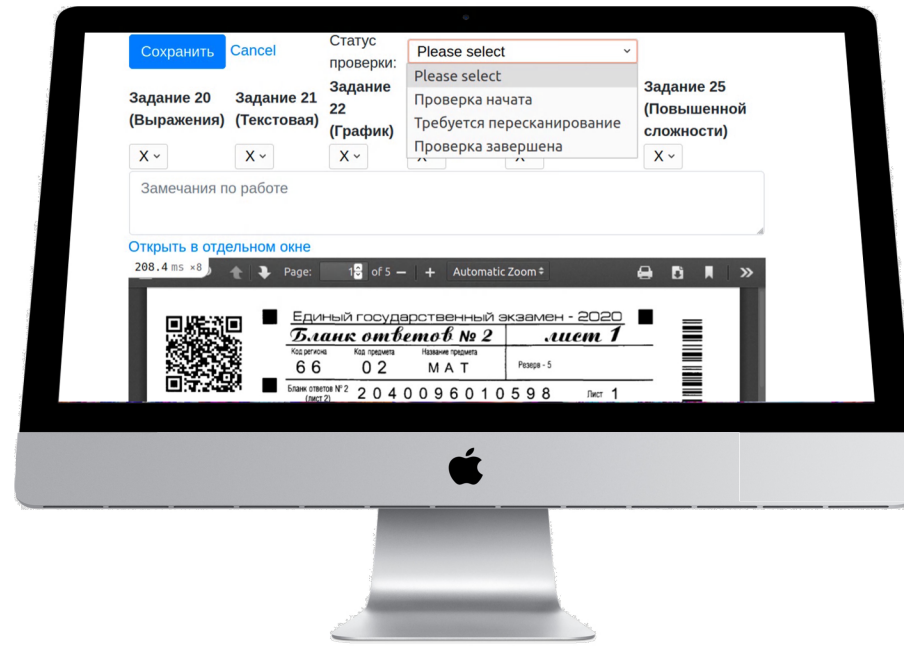 Сохранить Cancel Статус проверки: Please select
Please select
Проверка начата
Требуется пересканирование
Проверка завершена
Задание 20 (Выражения)
Задание 21 (Текстовая)
Задание 22 (График)
Задание 25 (Повышенной сложности)
X X X X
Замечания по работе
Открыть в отдельном окне
208.4 ms ×8 Page: 1 of 5 Automatic Zoom
Единый государственный экзамен - 2020
Бланк ответов № 2 лист 1
Код региона Код предмета Название предмета
66 02 МАТ Резерв - 5
Бланк ответов № 2 (лист 2) 2040096010598 Лист 1